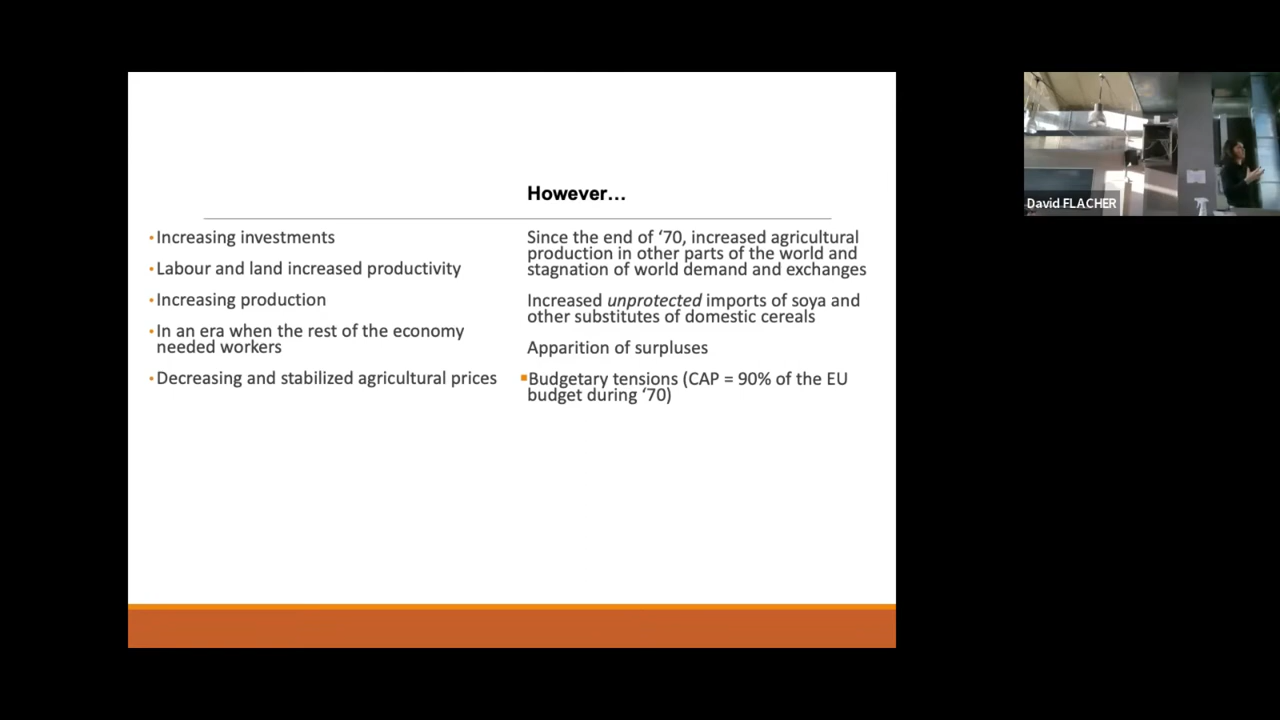 However…
•Increasing investments
•Labour and land increased productivity
•Increasing production
•In an era when the rest of the economy
needed workers
•Decreasing and stabilized agricultural prices
Since the end of ‘70, increased agricultural
production in other parts of the world and
stagnation of world demand and exchanges
Increased unprotected imports of soya and
other substitutes of domestic cereals
Apparition of surpluses
▪Budgetary tensions (CAP = 90% of the EU
budget during ‘70)
David FLACHER